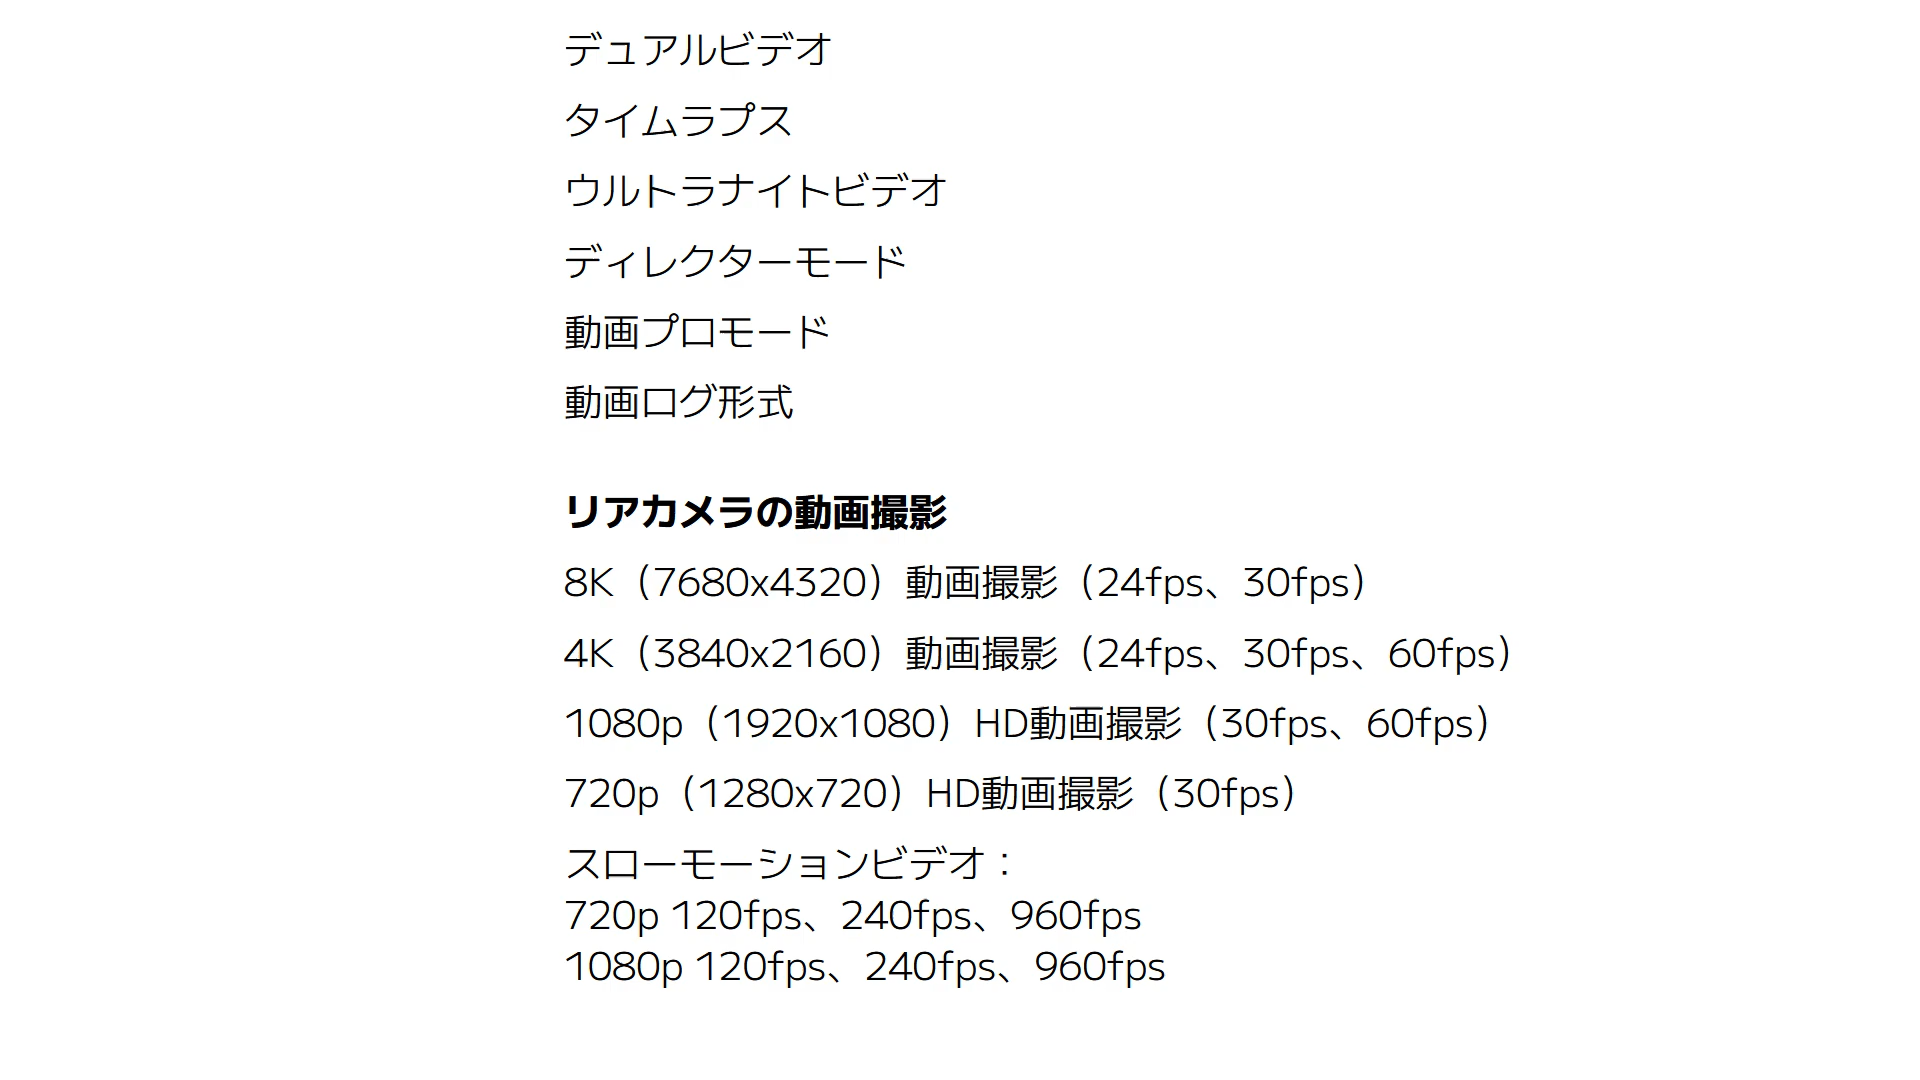 デュアルビデオ
タイムラプス
ウルトラナイトビデオ
ディレクターモード
動画プロモード
動画ログ形式
リアカメラの動画撮影
8K（7680x4320）動画撮影（24fps、30fps）
4K（3840x2160）動画撮影（24fps、30fps、60fps）
1080p（1920x1080）HD動画撮影（30fps、60fps）
720p（1280x720）HD動画撮影（30fps）
スローモーションビデオ：
720p 120fps、240fps、960fps
1080p 120fps、240fps、960fps